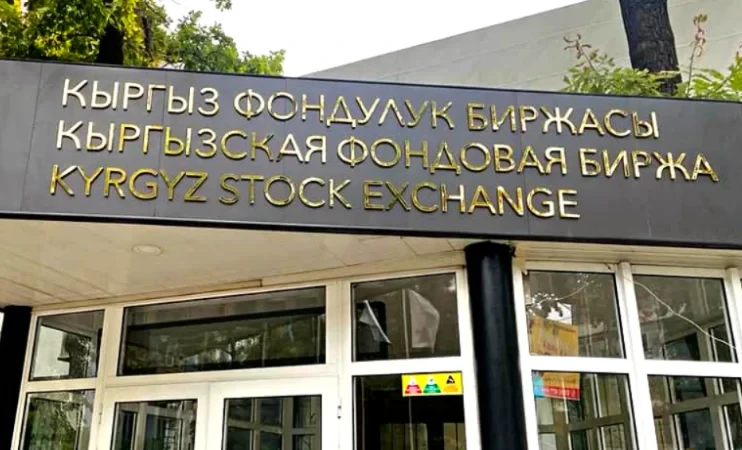 КЫРГЫЗ ФОНДУЛУК БИРЖАСЫ
КЫРГЫЗСКАЯ ФОНДОВАЯ БИРЖА
KYRGYZ STOCK EXCHANGE